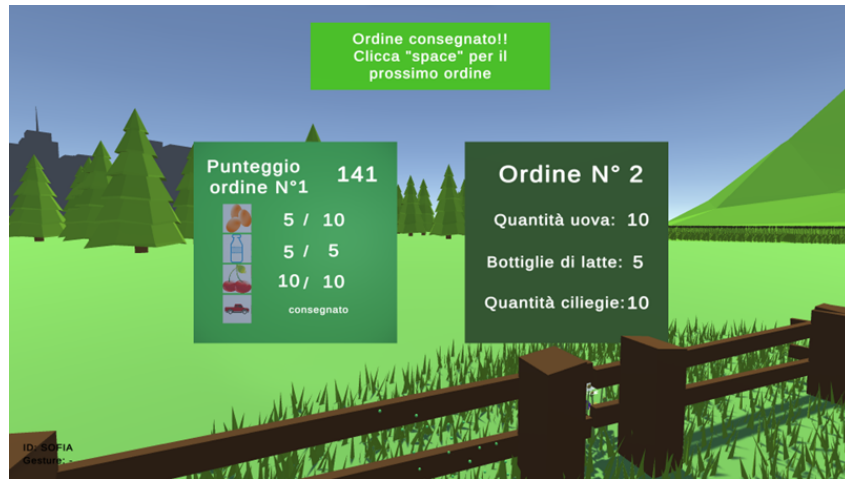 Ordine consegnato!!
Clicca "space" per il
prossimo ordine
Punteggio
ordine N°1
141
5 / 10
5 / 5
10 / 10
consegnato
Ordine N° 2
Quantità uova: 10
Bottiglie di latte: 5
Quantità ciliegie: 10
ID: SOFIA
Gesture: -